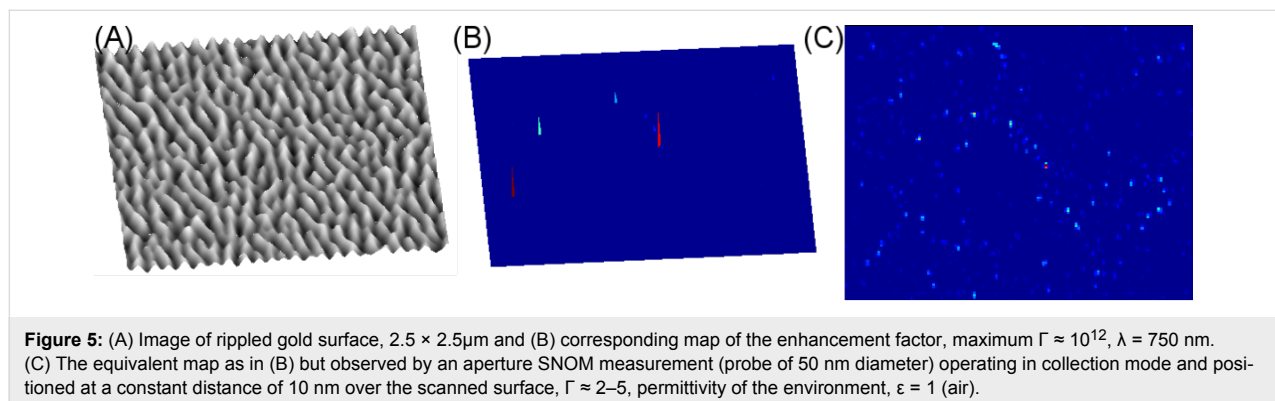 (A) (B) (C)
Figure 5: (A) Image of rippled gold surface, 2.5 × 2.5µm and (B) corresponding map of the enhancement factor, maximum Γ ≈ 10¹², λ = 750 nm.
(C) The equivalent map as in (B) but observed by an aperture SNOM measurement (probe of 50 nm diameter) operating in collection mode and posi-
tioned at a constant distance of 10 nm over the scanned surface, Γ ≈ 2–5, permittivity of the environment, ε = 1 (air).